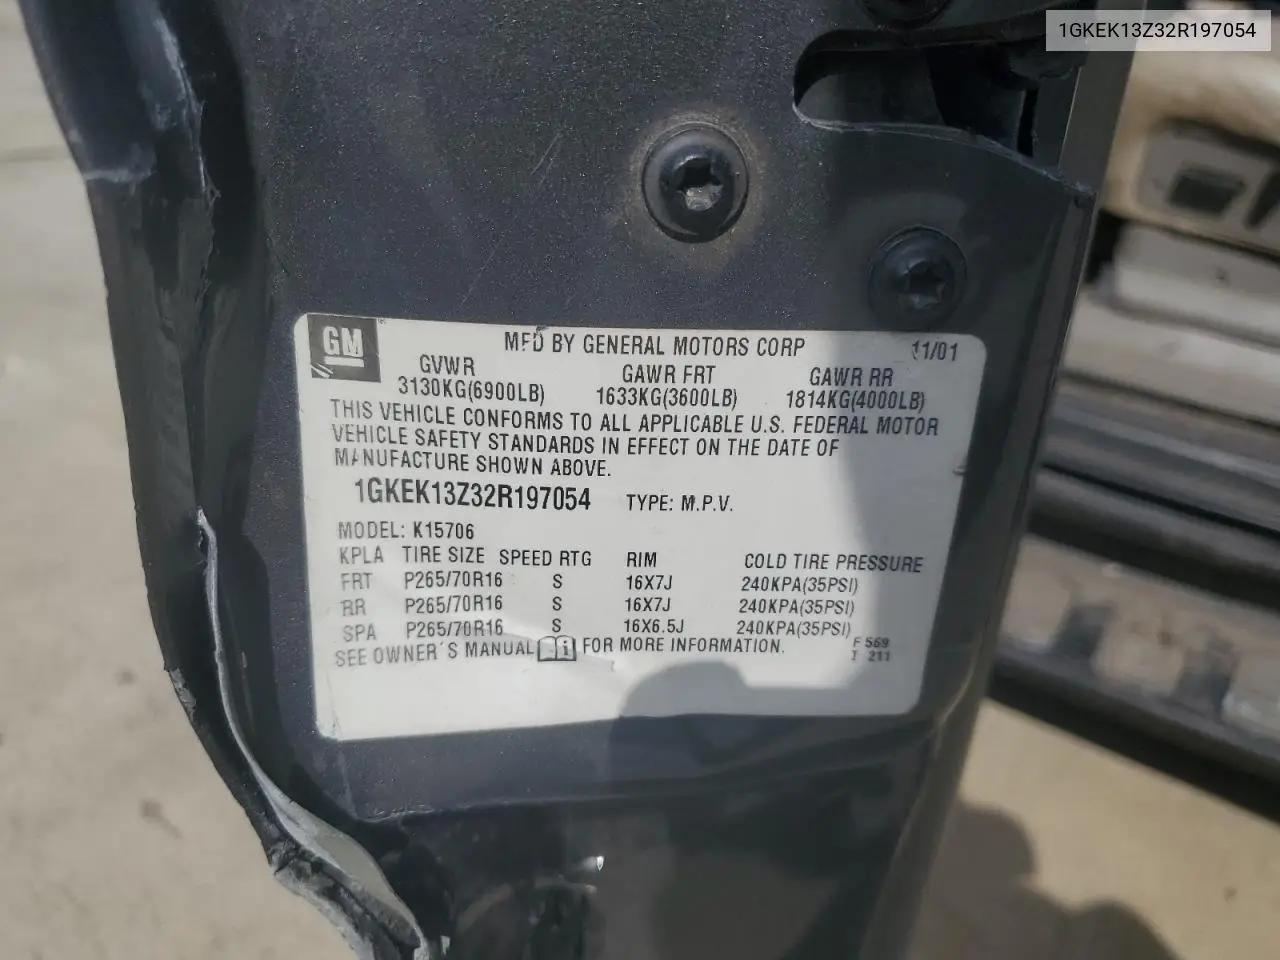 1GKEK13Z32R197054
GM
MFD BY GENERAL MOTORS CORP 11/01
GVWR GAWR FRT GAWR RR
3130KG(6900LB) 1633KG(3600LB) 1814KG(4000LB)
THIS VEHICLE CONFORMS TO ALL APPLICABLE U.S. FEDERAL MOTOR
VEHICLE SAFETY STANDARDS IN EFFECT ON THE DATE OF
MANUFACTURE SHOWN ABOVE.
1GKEK13Z32R197054 TYPE: M.P.V.
MODEL: K15706
KPLA TIRE SIZE SPEED RTG RIM COLD TIRE PRESSURE
FRT P265/70R16 S 16X7J 240KPA(35PSI)
RR P265/70R16 S 16X7J 240KPA(35PSI)
SPA P265/70R16 S 16X6.5J 240KPA(35PSI)
SEE OWNER'S MANUAL i FOR MORE INFORMATION.
F 569
I 211